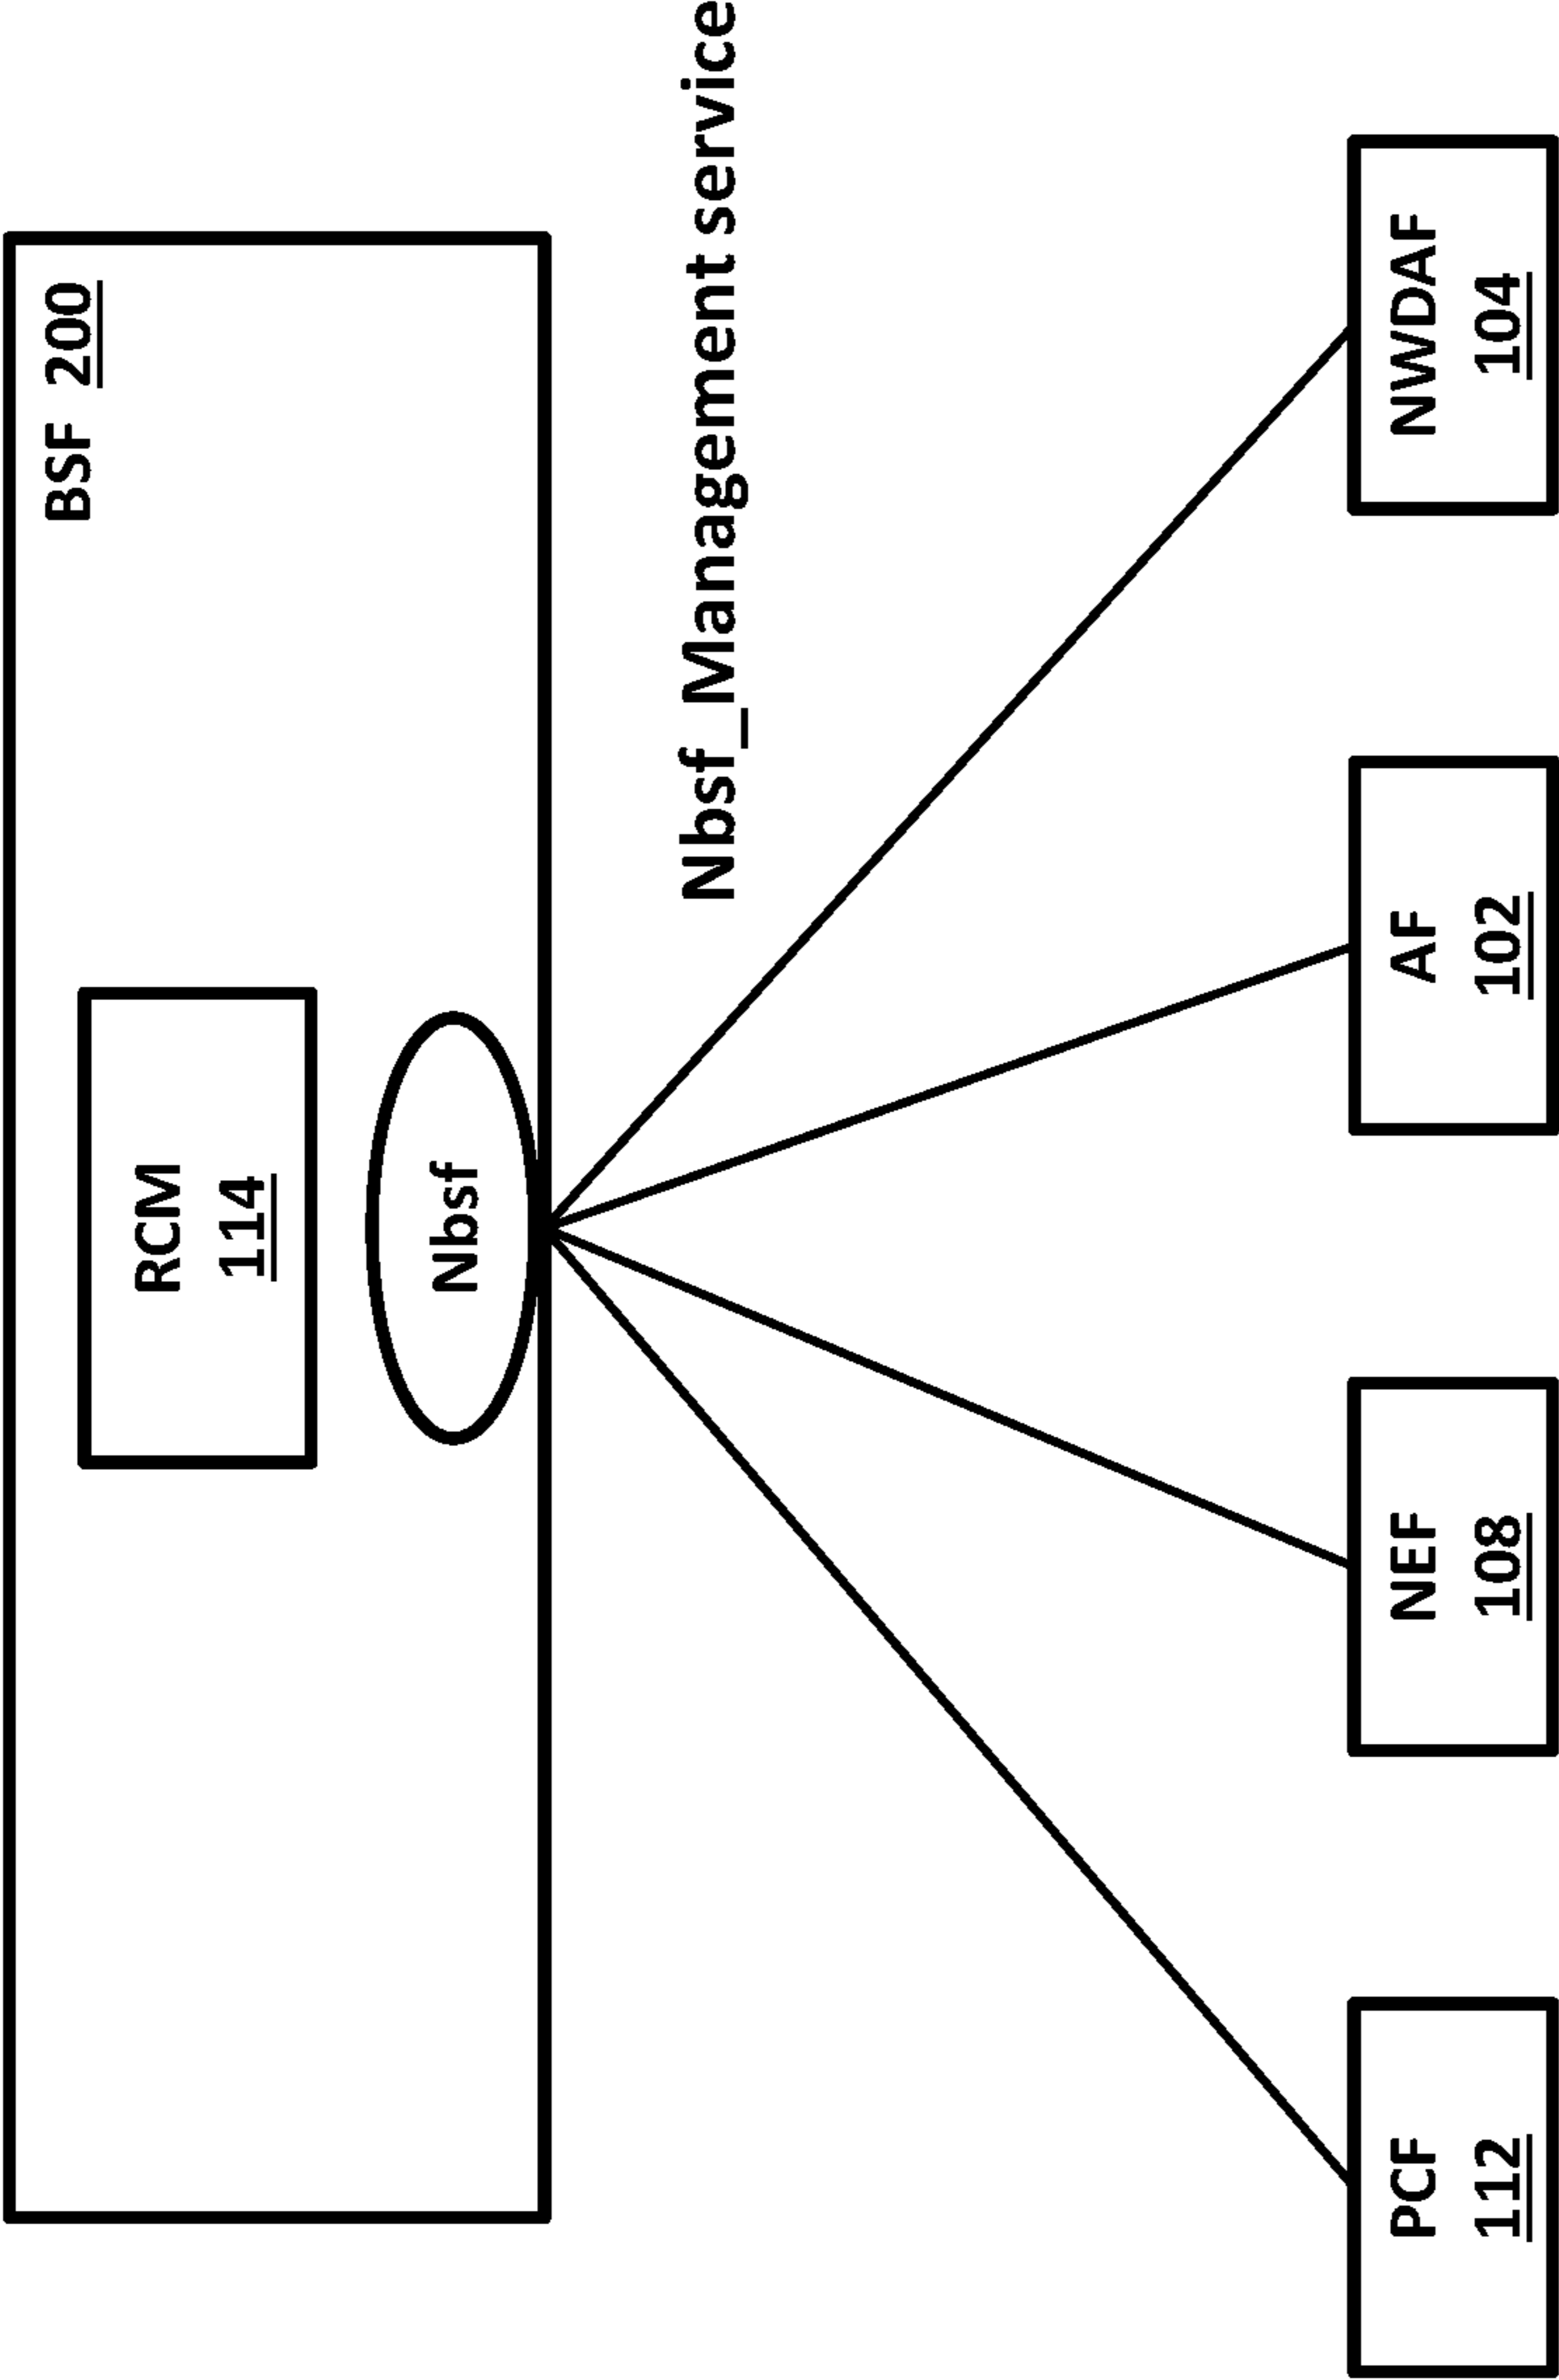 BSF 200
RCM
114
Nbsf
Nbsf_Management service
PCF
112
NEF
108
AF
102
NWDAF
104